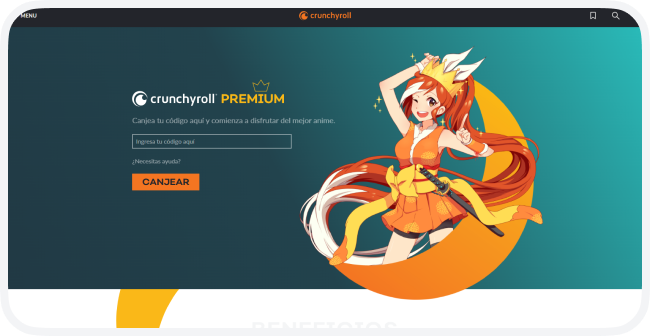 MENU
crunchyroll
crunchyroll PREMIUM
Canjea tu código aquí y comienza a disfrutar del mejor anime.
Ingresa tu código aquí
¿Necesitas ayuda?
CANJEAR
BENEFICIOS